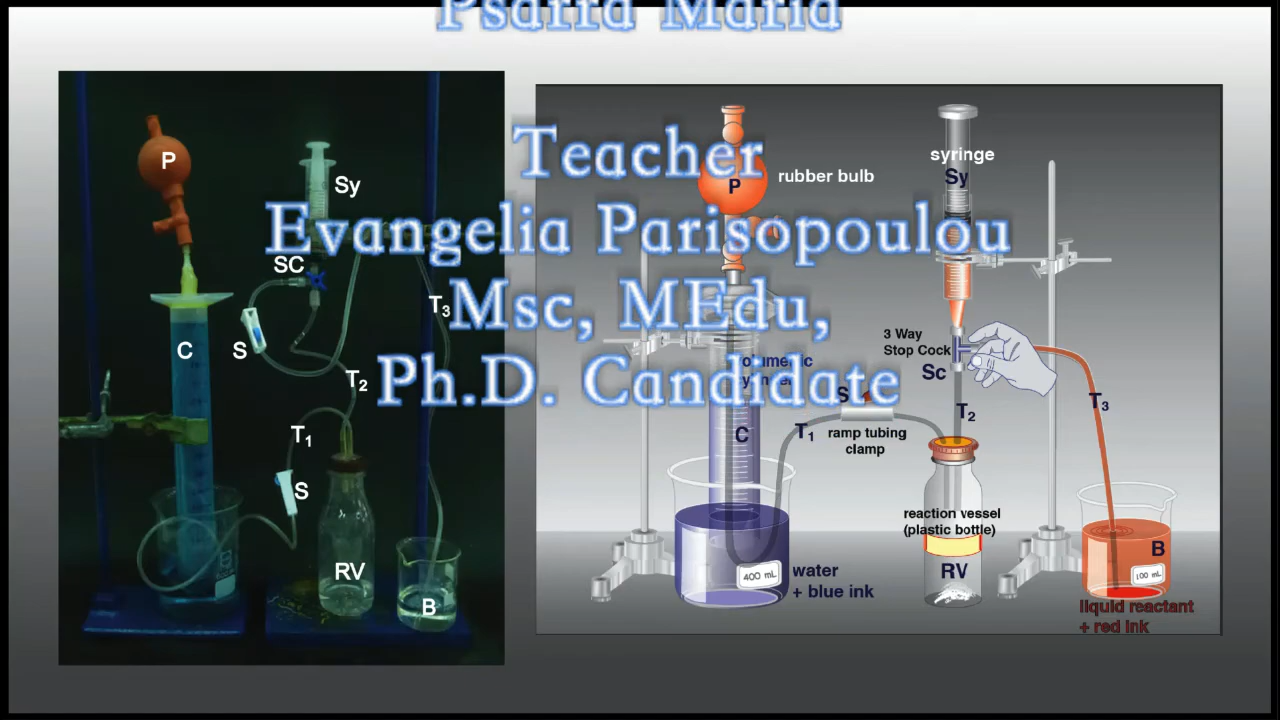 Psarra Maria
Teacher
Evangelia Parisopoulou
Msc, MEdu,
Ph.D. Candidate
P
Sy
SC
T3
C
S
T2
T1
S
RV
B
P
rubber bulb
syringe
Sy
3 Way
Stop Cock
Sc
C
T1
S
ramp tubing
clamp
T2
T3
reaction vessel
(plastic bottle)
RV
400 mL
water
+ blue ink
B
100 mL
liquid reactant
+ red ink